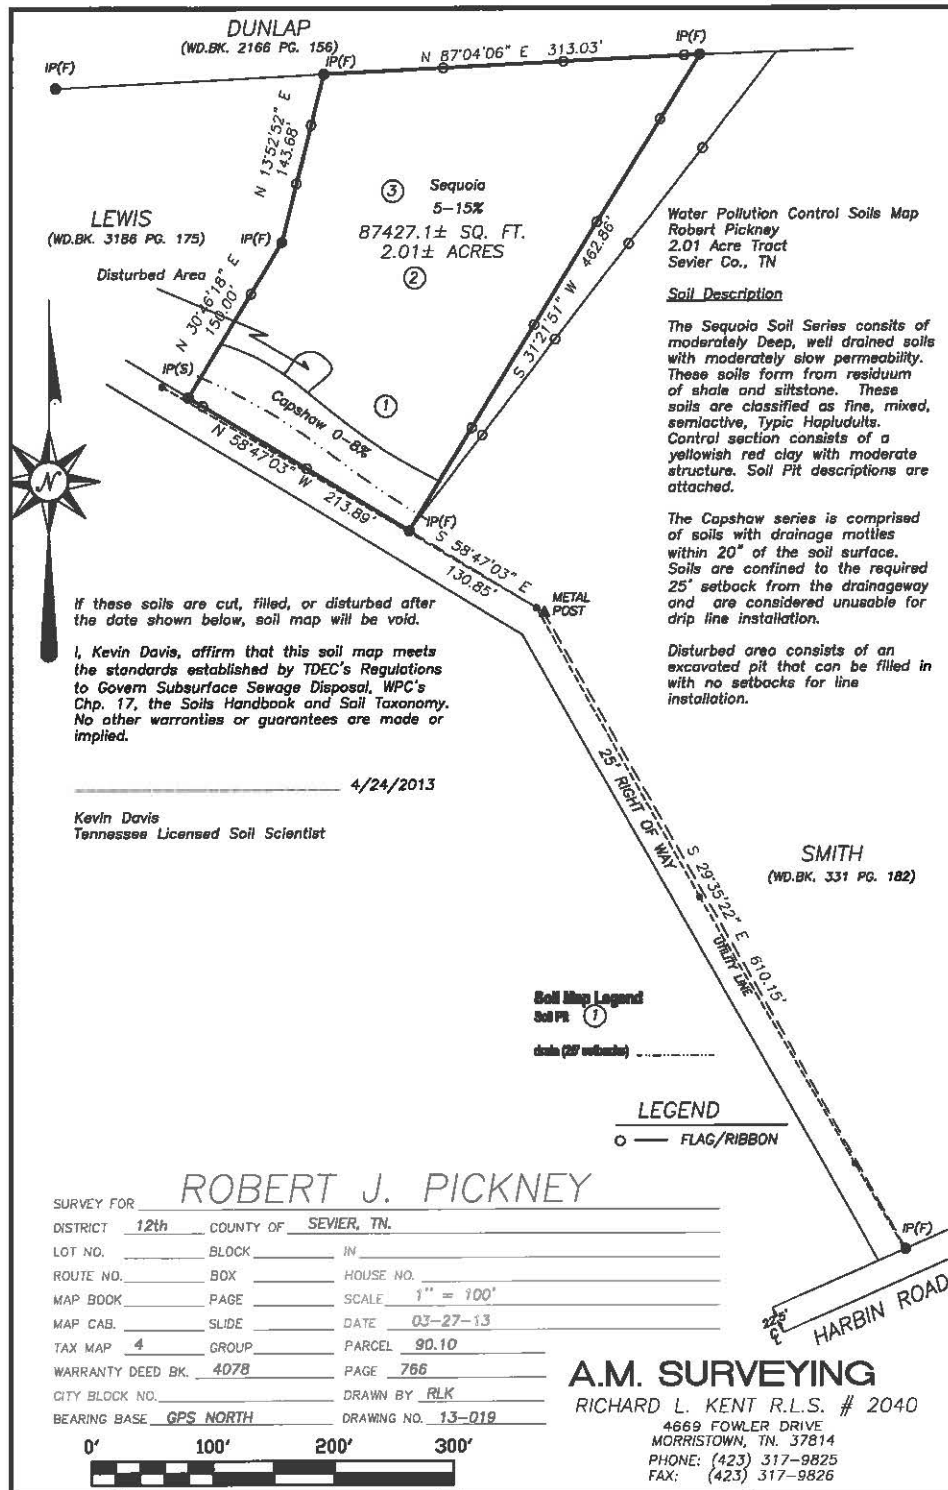 DUNLAP
(WD.BK. 2166 PG. 156)
IP(F)
IP(F)
N 87°04'06" E 313.03'
IP(F)
N 13°52'52" E
143.68'
LEWIS
(WD.BK. 3186 PG. 175)
IP(F)
Disturbed Area
N 30°46'18" E
150.00'
IP(S)
3 Sequoia
5-15%
87427.1± SQ. FT.
2.01± ACRES
2
S 31°21'51" W 462.86'
1
Capshaw 0-8%
N 58°47'03" W 213.89'
IP(F)
S 58°47'03" E
130.85'
METAL
POST
N
Water Pollution Control Soils Map
Robert Pickney
2.01 Acre Tract
Sevier Co., TN
Soil Description
The Sequoia Soil Series consits of
moderately Deep, well drained soils
with moderately slow permeability.
These soils form from residuum
of shale and siltstone. These
soils are classified as fine, mixed,
semiactive, Typic Hapludults.
Control section consists of a
yellowish red clay with moderate
structure. Soil Pit descriptions are
attached.
The Capshaw series is comprised
of soils with drainage mottles
within 20" of the soil surface.
Soils are confined to the required
25' setback from the drainageway
and are considered unusable for
drip line installation.
Disturbed area consists of an
excavated pit that can be filled in
with no setbacks for line
installation.
If these soils are cut, filled, or disturbed after
the date shown below, soil map will be void.
I, Kevin Davis, affirm that this soil map meets
the standards established by TDEC's Regulations
to Govern Subsurface Sewage Disposal, WPC's
Chp. 17, the Soils Handbook and Soil Taxonomy.
No other warranties or guarantees are made or
implied.
4/24/2013
Kevin Davis
Tennessee Licensed Soil Scientist
25' RIGHT OF WAY
S 29°35'22" E 610.15'
UTILITY LINE
SMITH
(WD.BK. 331 PG. 182)
Soil Map Legend
Soil Pit 1
drain (25' setbacks)
LEGEND
FLAG/RIBBON
IP(F)
22.5'
℄
HARBIN ROAD
SURVEY FOR ROBERT J. PICKNEY
DISTRICT 12th COUNTY OF SEVIER, TN.
LOT NO. BLOCK IN
ROUTE NO. BOX HOUSE NO.
MAP BOOK PAGE SCALE 1" = 100'
MAP CAB. SLIDE DATE 03-27-13
TAX MAP 4 GROUP PARCEL 90.10
WARRANTY DEED BK. 4078 PAGE 766
CITY BLOCK NO. DRAWN BY RLK
BEARING BASE GPS NORTH DRAWING NO. 13-019
0' 100' 200' 300'
A.M. SURVEYING
RICHARD L. KENT R.L.S. # 2040
4669 FOWLER DRIVE
MORRISTOWN, TN. 37814
PHONE: (423) 317-9825
FAX: (423) 317-9826